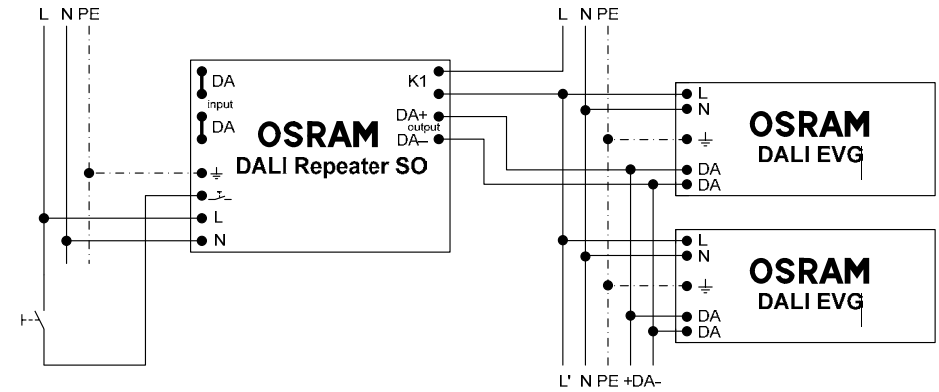 L N PE
L N PE
DA
input
DA
K1
DA+
output
DA–
OSRAM
DALI Repeater SO
L
N
L
N
OSRAM
DALI EVG
DA
DA
L
N
OSRAM
DALI EVG
DA
DA
L' N PE +DA–